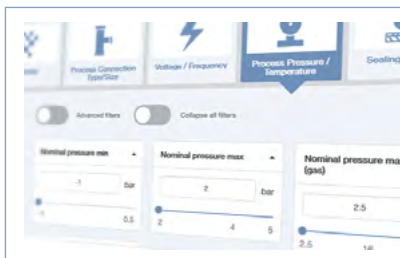 Process Connection
Type/Size
Voltage / Frequency
Process Pressure /
Temperature
Sealing
Advanced filters
Collapse all filters
Nominal pressure min
-1
bar
-1
0.5
Nominal pressure max
2
bar
2
4
5
Nominal pressure ma
(gas)
2.5
2.5
16